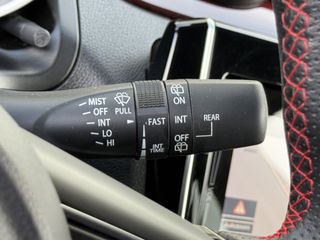 MIST
OFF
PULL
INT
LO
HI
FAST
INT
TIME
ON
INT
OFF
REAR